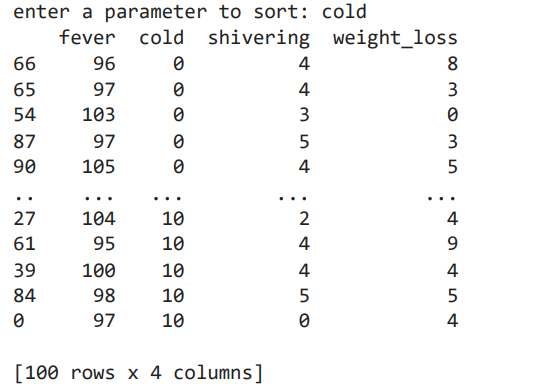 enter a parameter to sort: cold
fever cold shivering weight_loss
66 96 0 4 8
65 97 0 4 3
54 103 3 0 0
87 97 0 5 3
90 105 0 4 5
.. ... ... ... ...
27 104 10 2 4
61 95 10 4 9
39 100 10 4 4
84 98 10 5 5
0 97 10 0 4
[100 rows x 4 columns]